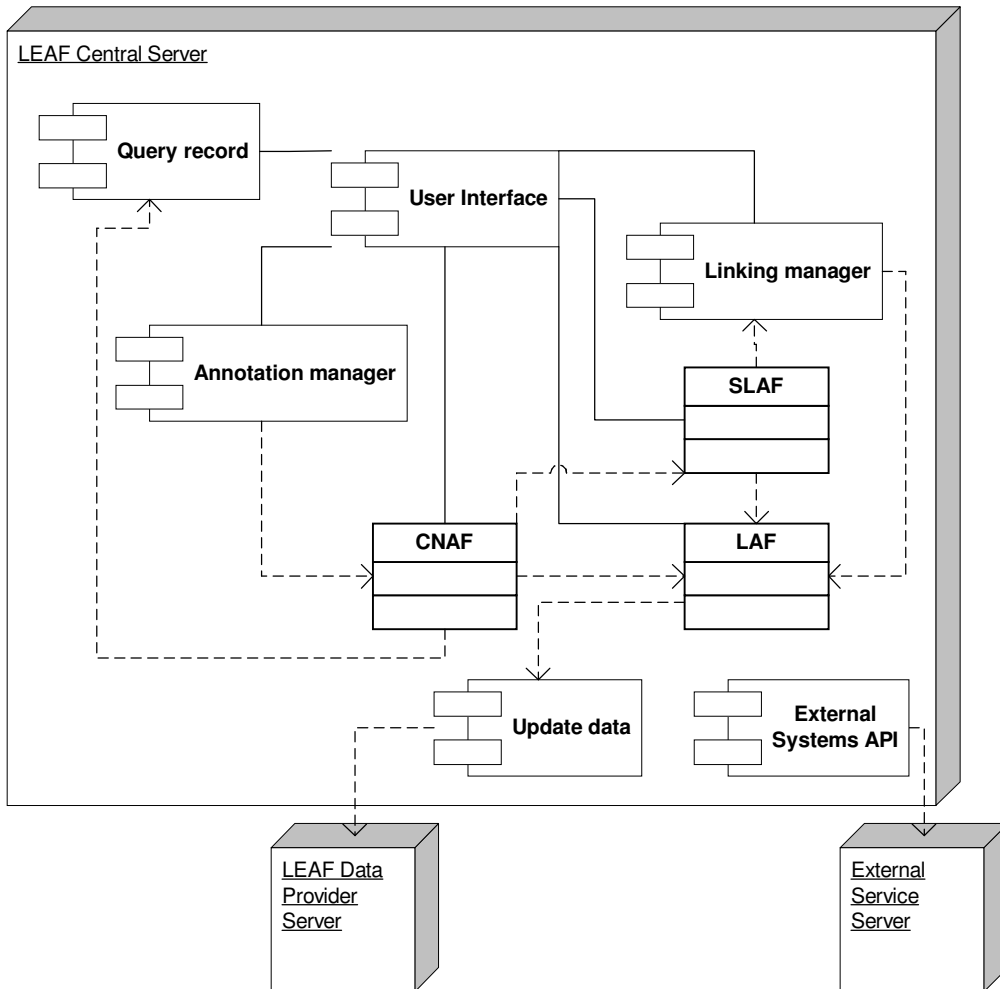 LEAF Central Server
Query record
User Interface
Linking manager
Annotation manager
SLAF
CNAF
LAF
Update data
External
Systems API
LEAF Data
Provider
Server
External
Service
Server